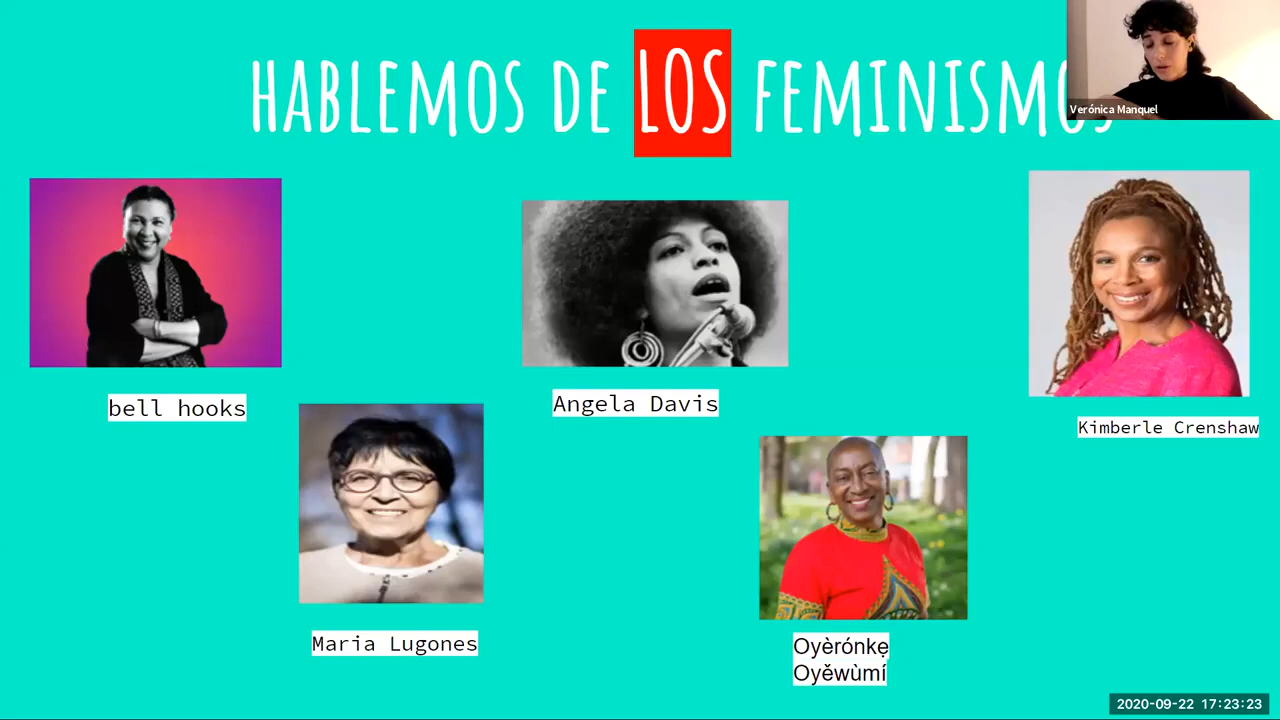 HABLEMOS DE LOS FEMINISMOS
Verónica Manquel
bell hooks
Angela Davis
Kimberle Crenshaw
Maria Lugones
Oyèrónkẹ
Oyěwùmí
2020-09-22 17:23:23